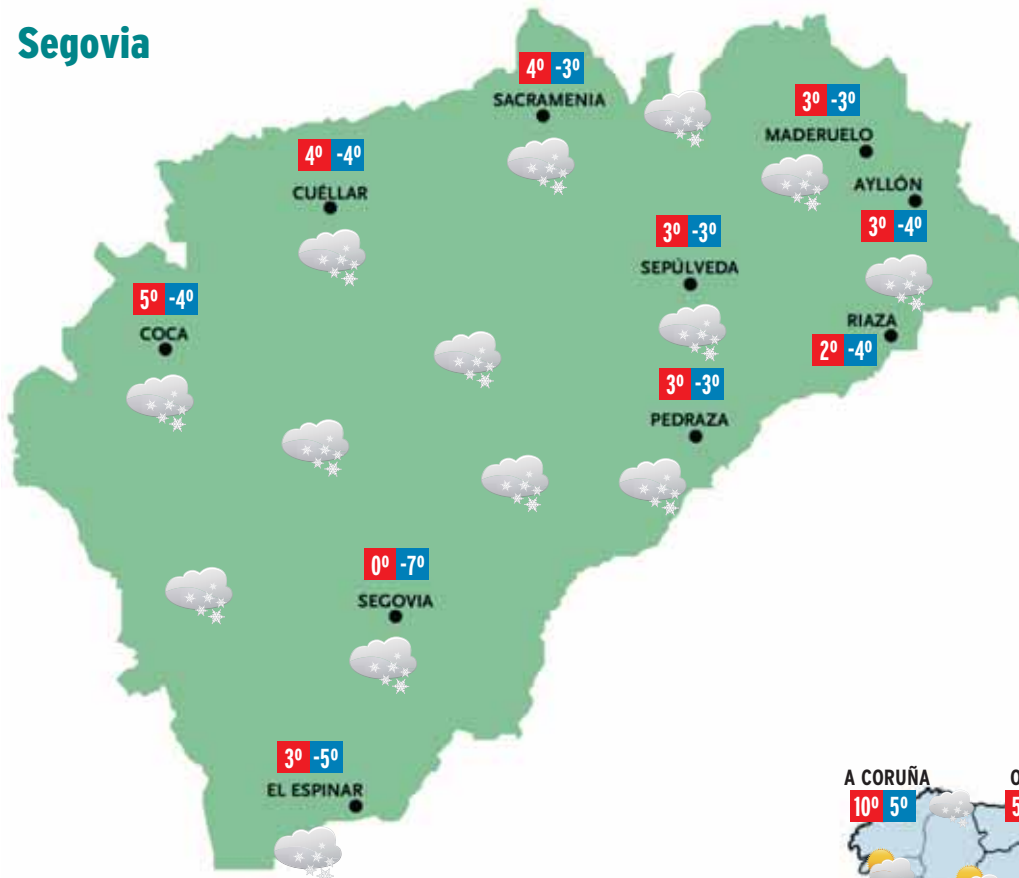 Segovia
4º -3º
SACRAMENIA
3º -3º
MADERUELO
4º -4º
CUÉLLAR
AYLLÓN
3º -4º
3º -3º
SEPÚLVEDA
5º -4º
COCA
RIAZA
2º -4º
3º -3º
PEDRAZA
0º -7º
SEGOVIA
3º -5º
EL ESPINAR
A CORUÑA
10º 5º